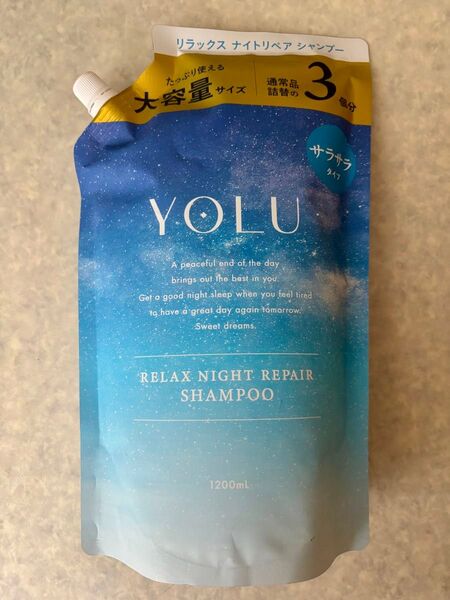 リラックス ナイトリペア シャンプー
たっぷり使える
大容量サイズ
通常品
詰替の
3個分
サラサラ
タイプ
YOLU
A peaceful end of the day
brings out the best in you.
Get a good night sleep when you feel tired
to have a great day again tomorrow.
Sweet dreams.
RELAX NIGHT REPAIR
SHAMPOO
1200mL